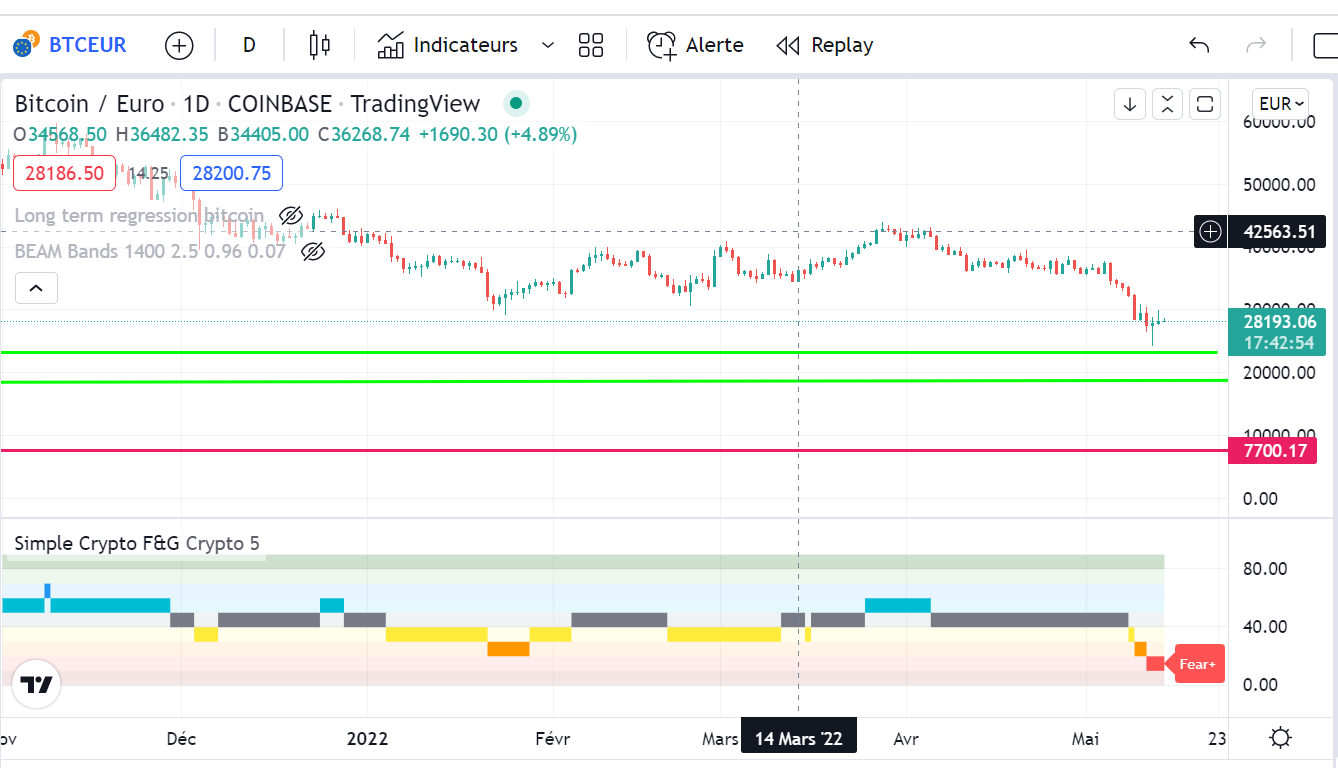 BTCEUR D Indicateurs Alerte Replay
Bitcoin / Euro · 1D · COINBASE · TradingView
EUR
O34568.50 H36482.35 B34405.00 C36268.74 +1690.30 (+4.89%)
60000.00
28186.50 14.25 28200.75
50000.00
Long term regression bitcoin
42563.51
40000.00
BEAM Bands 1400 2.5 0.96 0.07
30000.00
28193.06
17:42:54
20000.00
10000.00
7700.17
0.00
Simple Crypto F&G Crypto 5
80.00
40.00
Fear+
0.00
ov Déc 2022 Févr Mars 14 Mars '22 Avr Mai 23